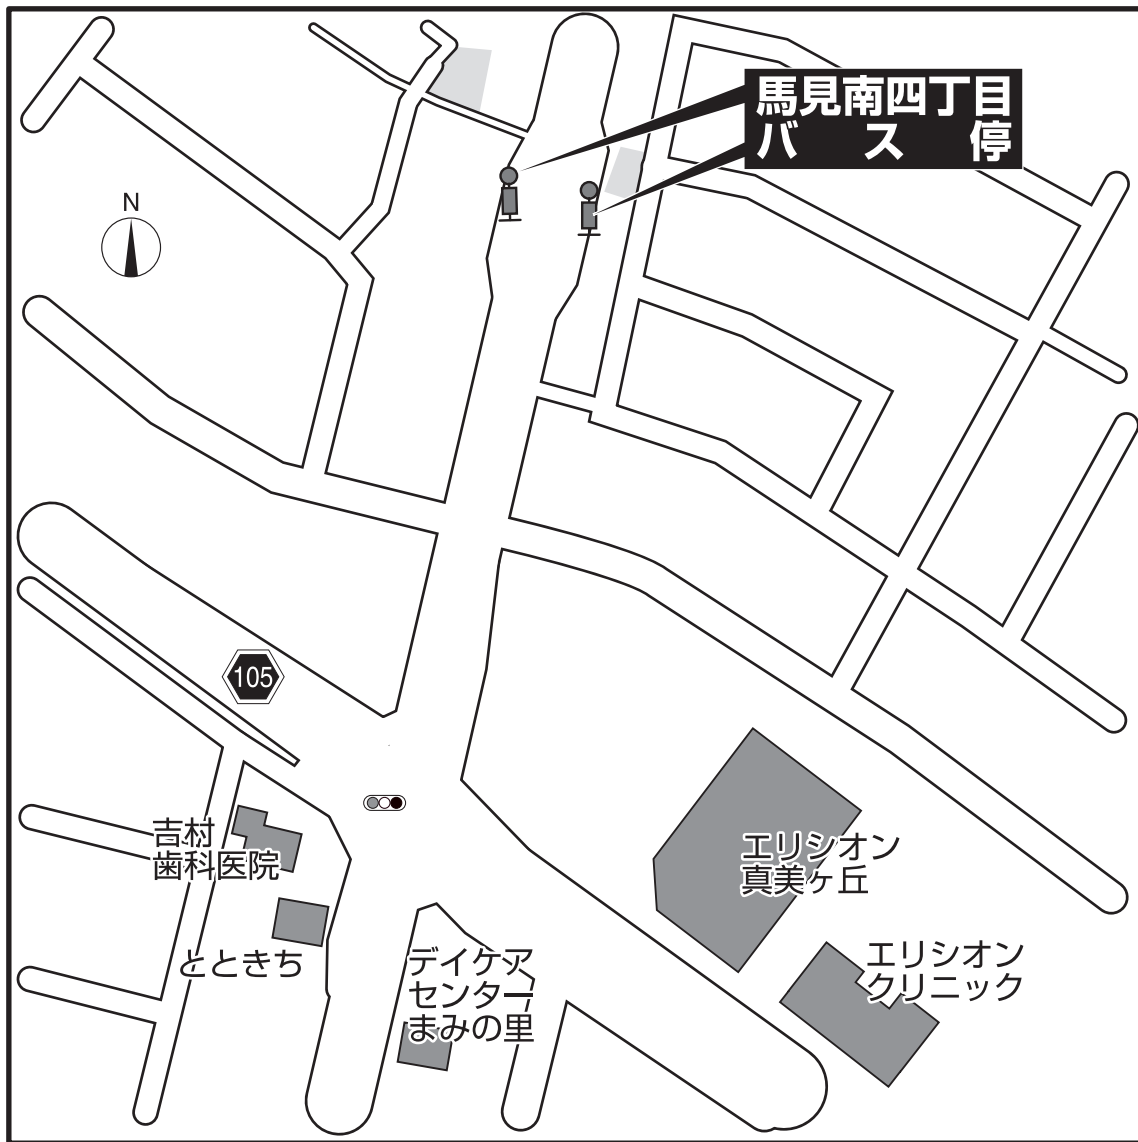 馬見南四丁目
バス停
N
105
吉村
歯科医院
とときち
デイケア
センター
まみの里
エリシオン
真美ヶ丘
エリシオン
クリニック